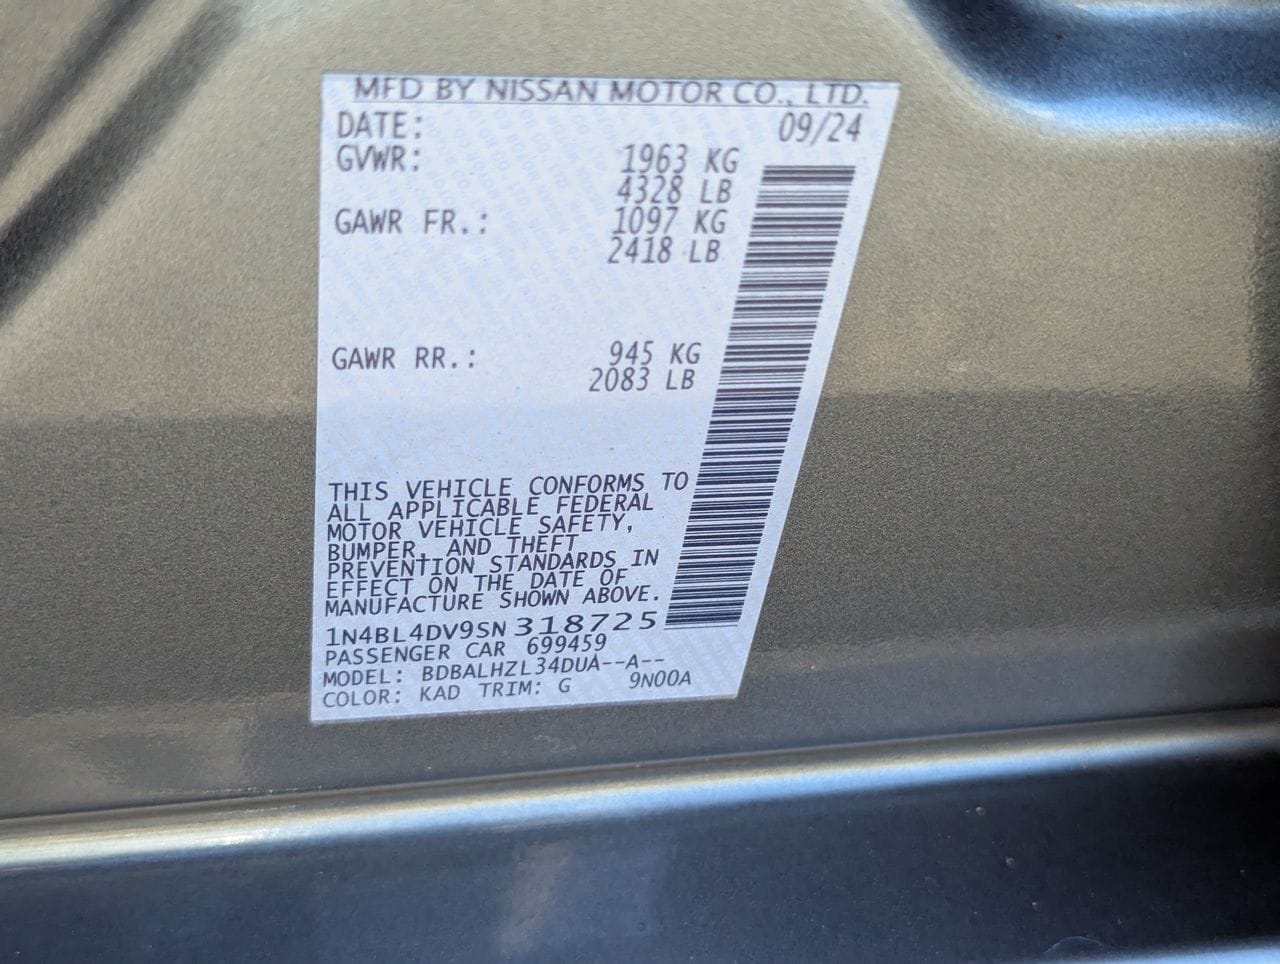 MFD BY NISSAN MOTOR CO., LTD.
DATE: 09/24
GVWR: 1963 KG
4328 LB
GAWR FR.: 1097 KG
2418 LB
GAWR RR.: 945 KG
2083 LB
THIS VEHICLE CONFORMS TO
ALL APPLICABLE FEDERAL
MOTOR VEHICLE SAFETY,
BUMPER, AND THEFT
PREVENTION STANDARDS IN
EFFECT ON THE DATE OF
MANUFACTURE SHOWN ABOVE.
1N4BL4DV9SN318725
PASSENGER CAR 699459
MODEL: BDBALHZL34DUA--A--
COLOR: KAD TRIM: G 9N00A